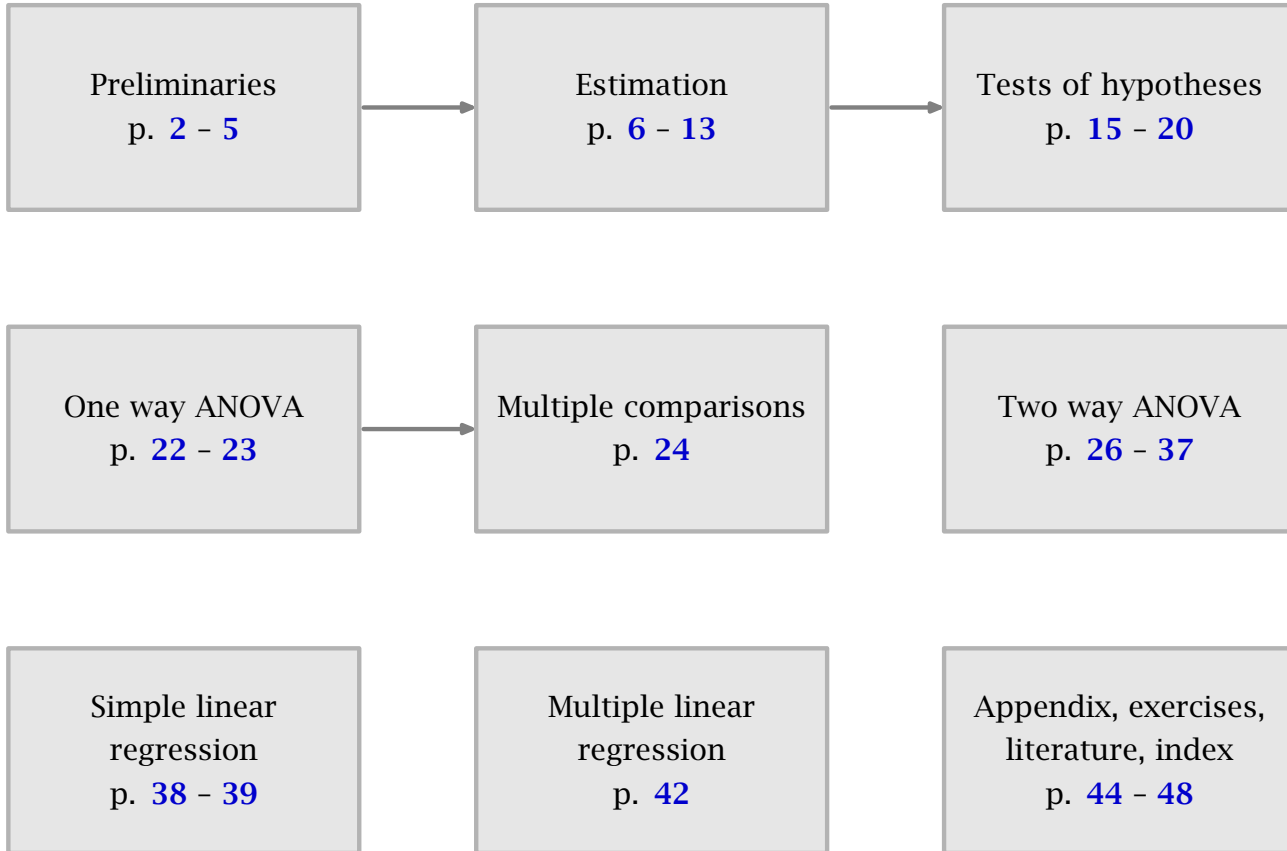 Preliminaries
p. 2 – 5
Estimation
p. 6 – 13
Tests of hypotheses
p. 15 – 20
One way ANOVA
p. 22 – 23
Multiple comparisons
p. 24
Two way ANOVA
p. 26 – 37
Simple linear
regression
p. 38 – 39
Multiple linear
regression
p. 42
Appendix, exercises,
literature, index
p. 44 – 48